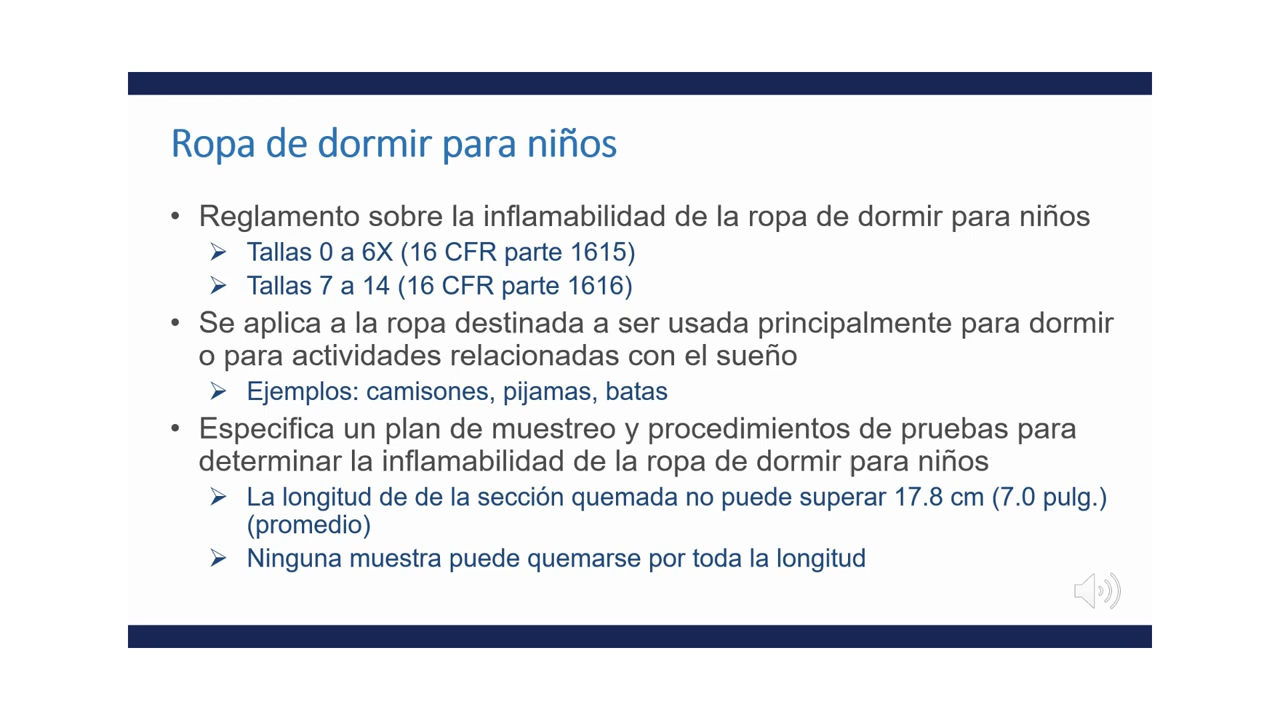 Ropa de dormir para niños
• Reglamento sobre la inflamabilidad de la ropa de dormir para niños
➢ Tallas 0 a 6X (16 CFR parte 1615)
➢ Tallas 7 a 14 (16 CFR parte 1616)
• Se aplica a la ropa destinada a ser usada principalmente para dormir
o para actividades relacionadas con el sueño
➢ Ejemplos: camisones, pijamas, batas
• Especifica un plan de muestreo y procedimientos de pruebas para
determinar la inflamabilidad de la ropa de dormir para niños
➢ La longitud de de la sección quemada no puede superar 17.8 cm (7.0 pulg.)
(promedio)
➢ Ninguna muestra puede quemarse por toda la longitud